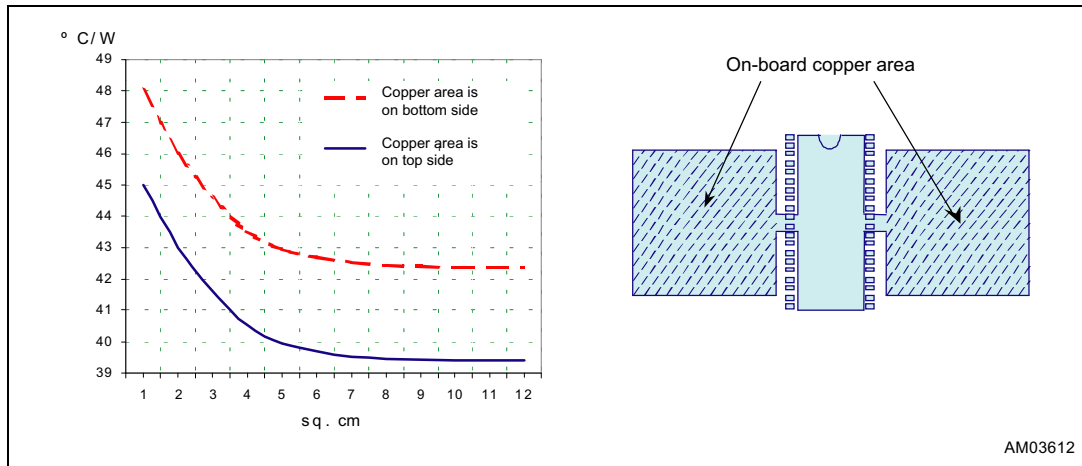 º C/W
49
48
47
46
45
44
43
42
41
40
39
1 2 3 4 5 6 7 8 9 10 11 12
sq. cm
Copper area is
on bottom side
Copper area is
on top side
On-board copper area
AM03612